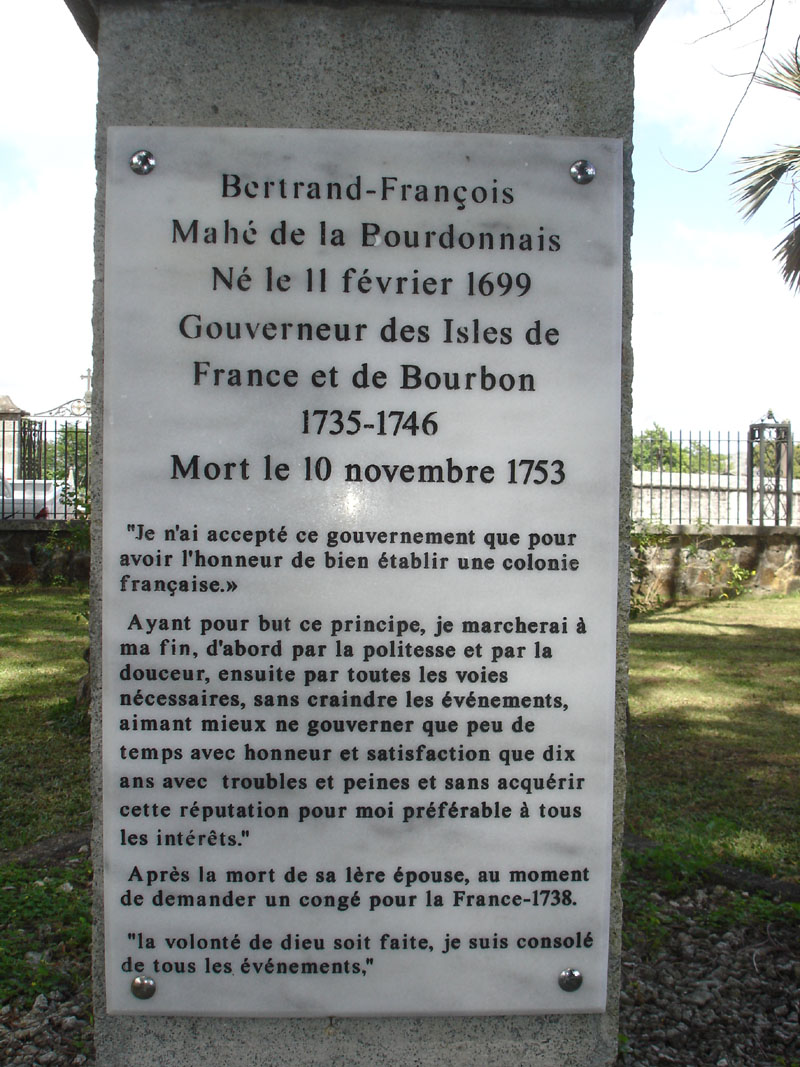 Bertrand-François
Mahé de la Bourdonnais
Né le 11 février 1699
Gouverneur des Isles de
France et de Bourbon
1735-1746
Mort le 10 novembre 1753
"Je n'ai accepté ce gouvernement que pour
avoir l'honneur de bien établir une colonie
française.»
Ayant pour but ce principe, je marcherai à
ma fin, d'abord par la politesse et par la
douceur, ensuite par toutes les voies
nécessaires, sans craindre les événements,
aimant mieux ne gouverner que peu de
temps avec honneur et satisfaction que dix
ans avec troubles et peines et sans acquérir
cette réputation pour moi préférable à tous
les intérêts."
Après la mort de sa lère épouse, au moment
de demander un congé pour la France-1738.
"la volonté de dieu soit faite, je suis consolé
de tous les événements,"